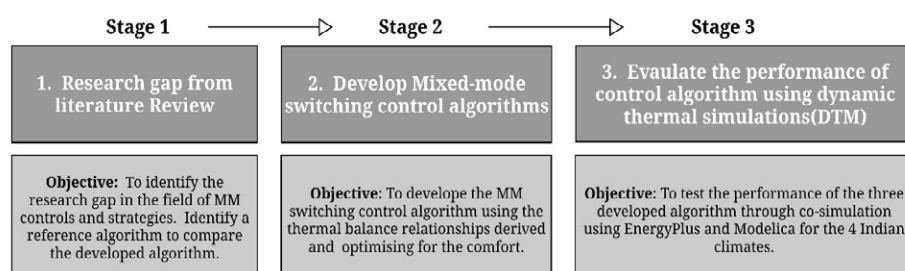 Stage 1
Stage 2
Stage 3
1. Research gap from
literature Review
2. Develop Mixed-mode
switching control algorithms
3. Evaulate the performance of
control algorithm using dynamic
thermal simulations(DTM)
Objective: To identify the
research gap in the field of MM
controls and strategies. Identify a
reference algorithm to compare
the developed algorithm.
Objective: To develope the MM
switching control algorithm using the
thermal balance relationships derived
and optimising for the comfort.
Objective: To test the performance of the three
developed algorithm through co-simulation
using EnergyPlus and Modelica for the 4 Indian
climates.